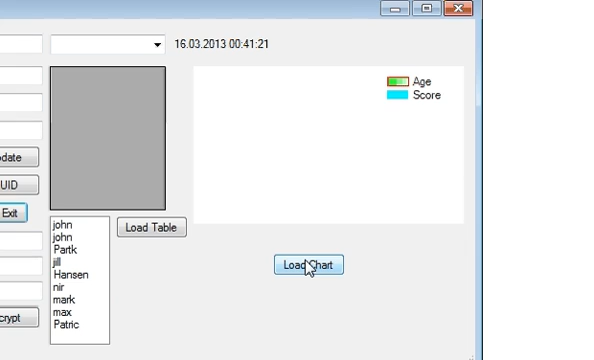 16.03.2013 00:41:21
Age
Score
date
UID
Exit
john
john
Partk
jill
Hansen
nir
mark
max
Patric
Load Table
Load Chart
crypt